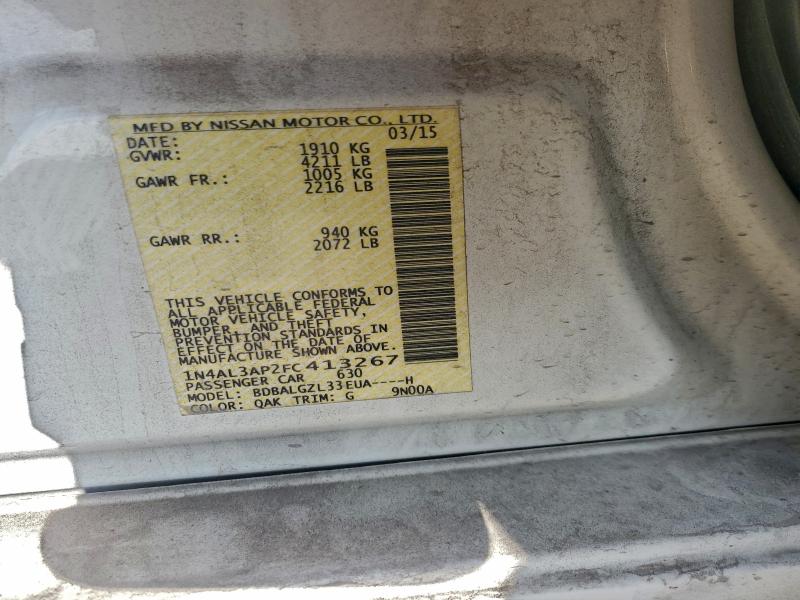 MFD BY NISSAN MOTOR CO., LTD.
DATE: 03/15
GVWR: 1910 KG
4211 LB
GAWR FR.: 1005 KG
2216 LB
GAWR RR.: 940 KG
2072 LB
THIS VEHICLE CONFORMS TO
ALL APPLICABLE FEDERAL
MOTOR VEHICLE SAFETY,
BUMPER, AND THEFT
PREVENTION STANDARDS IN
EFFECT ON THE DATE OF
MANUFACTURE SHOWN ABOVE.
1N4AL3AP2FC413267
PASSENGER CAR 630
MODEL: BDBALGZL33EUA----H
COLOR: QAK TRIM: G 9N00A